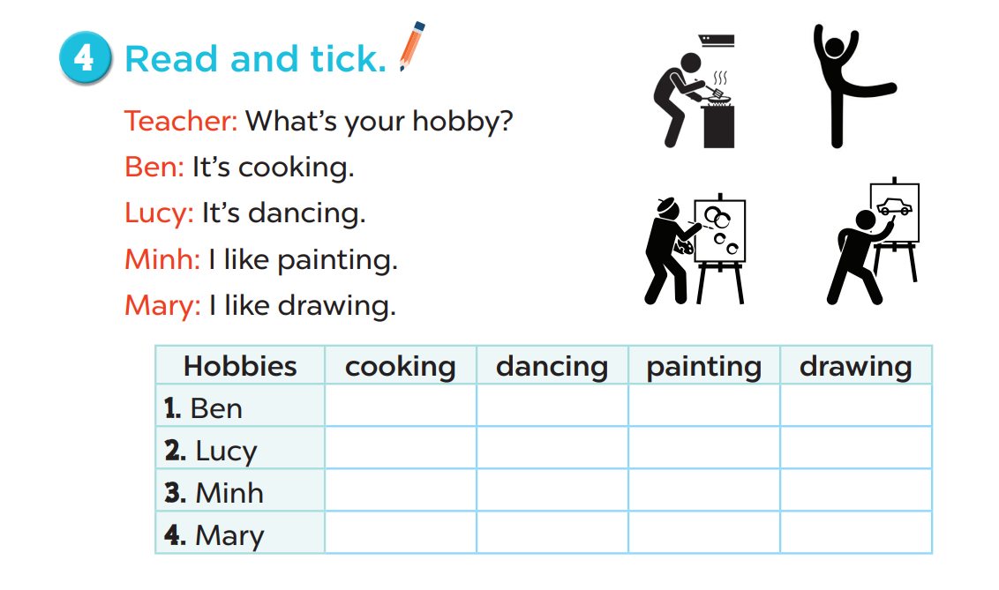 4 Read and tick.
Teacher: What's your hobby?
Ben: It's cooking.
Lucy: It's dancing.
Minh: I like painting.
Mary: I like drawing.
Hobbies cooking dancing painting drawing
1. Ben
2. Lucy
3. Minh
4. Mary